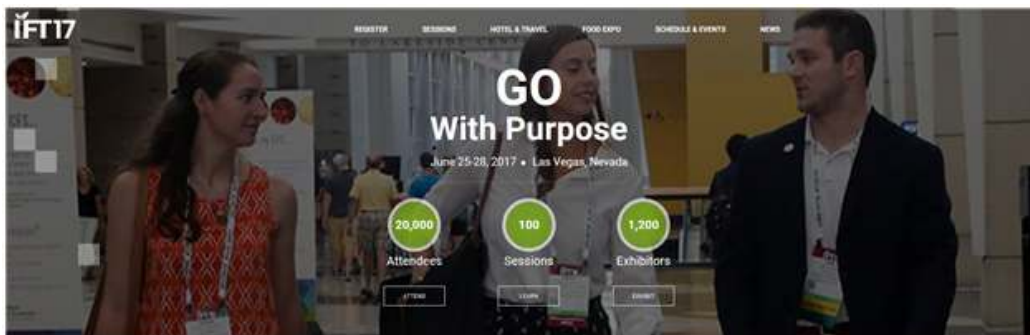 IFT17
REGISTER SESSIONS HOTEL & TRAVEL FOOD EXPO SCHEDULE & EVENTS NEWS
GO
With Purpose
June 25-28, 2017 • Las Vegas, Nevada
20,000 100 1,200
Attendees Sessions Exhibitors
ATTEND LEARN EXHIBIT